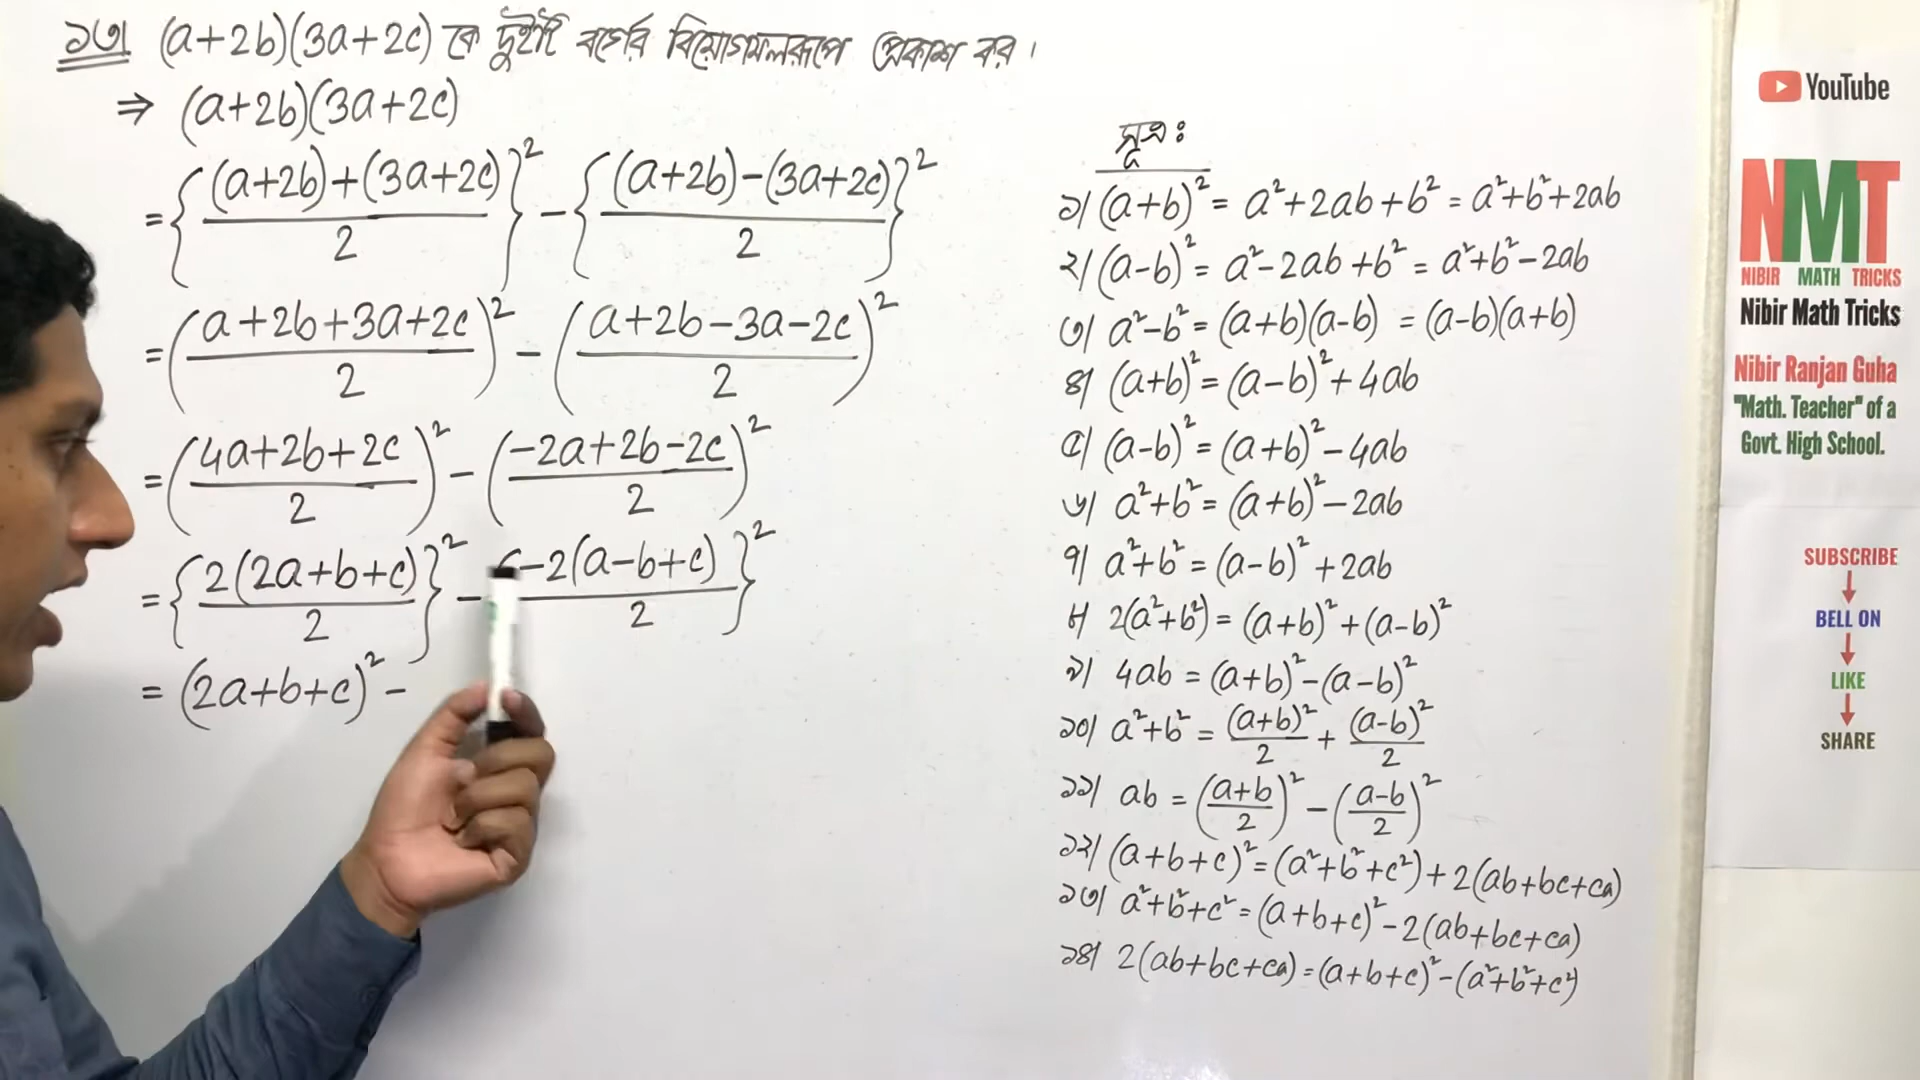 ১৩। (a+2b)(3a+2c) কে দুইটি বর্গের বিয়োগফলরূপে প্রকাশ কর।
⇒ (a+2b)(3a+2c)
= {((a+2b)+(3a+2c))/2}² - {((a+2b)-(3a+2c))/2}²
= ((a+2b+3a+2c)/2)² - ((a+2b-3a-2c)/2)²
= ((4a+2b+2c)/2)² - ((-2a+2b-2c)/2)²
= {2(2a+b+c)/2}² - {-2(a-b+c)/2}²
= (2a+b+c)² -
সূত্রঃ
১। (a+b)² = a²+2ab+b² = a²+b²+2ab
২। (a-b)² = a²-2ab+b² = a²+b²-2ab
৩। a²-b² = (a+b)(a-b) = (a-b)(a+b)
৪। (a+b)² = (a-b)²+4ab
৫। (a-b)² = (a+b)²-4ab
৬। a²+b² = (a+b)²-2ab
৭। a²+b² = (a-b)²+2ab
৮। 2(a²+b²) = (a+b)²+(a-b)²
৯। 4ab = (a+b)²-(a-b)²
১০। a²+b² = (a+b)²/2 + (a-b)²/2
১১। ab = ((a+b)/2)² - ((a-b)/2)²
১২। (a+b+c)² = (a²+b²+c²)+2(ab+bc+ca)
১৩। a²+b²+c² = (a+b+c)²-2(ab+bc+ca)
১৪। 2(ab+bc+ca) = (a+b+c)²-(a²+b²+c²)
YouTube
NMT
NIBIR MATH TRICKS
Nibir Math Tricks
Nibir Ranjan Guha
"Math. Teacher" of a
Govt. High School.
SUBSCRIBE
↓
BELL ON
↓
LIKE
↓
SHARE